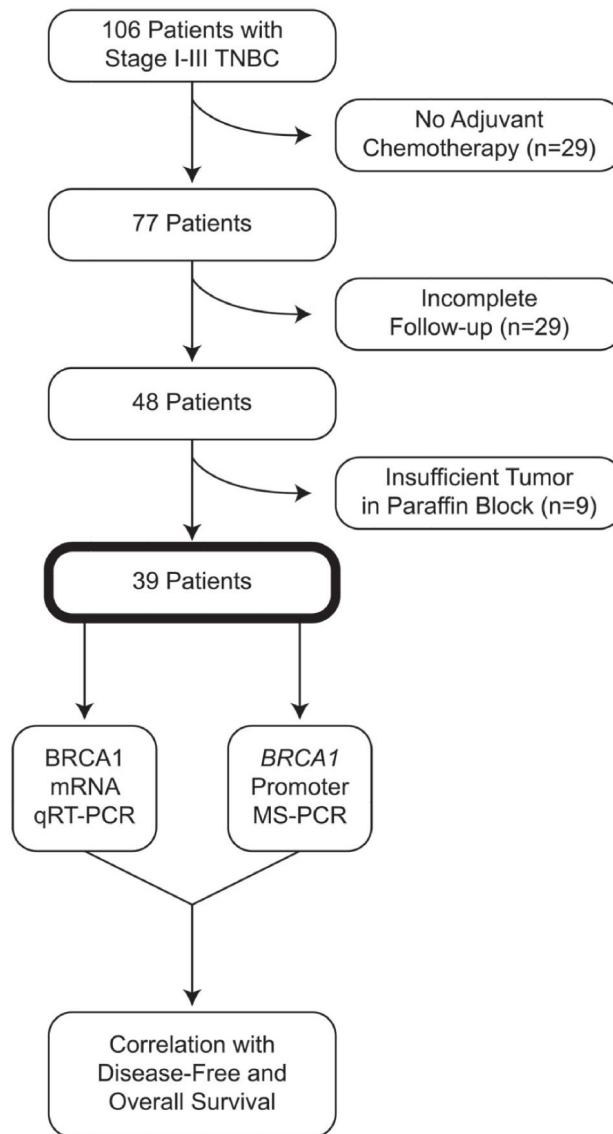 106 Patients with
Stage I-III TNBC
No Adjuvant
Chemotherapy (n=29)
77 Patients
Incomplete
Follow-up (n=29)
48 Patients
Insufficient Tumor
in Paraffin Block (n=9)
39 Patients
BRCA1
mRNA
qRT-PCR
BRCA1
Promoter
MS-PCR
Correlation with
Disease-Free and
Overall Survival